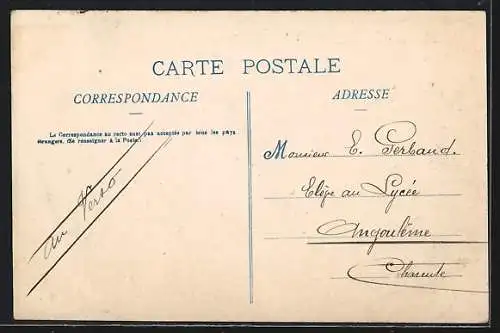 CARTE POSTALE
CORRESPONDANCE
La Correspondance au recto n'est pas acceptée par tous les pays
étrangers. (Se renseigner à la Poste.)
au Verso
ADRESSE
Monsieur E. Gerbaud.
Elève au Lycée
Angoulême
Charente